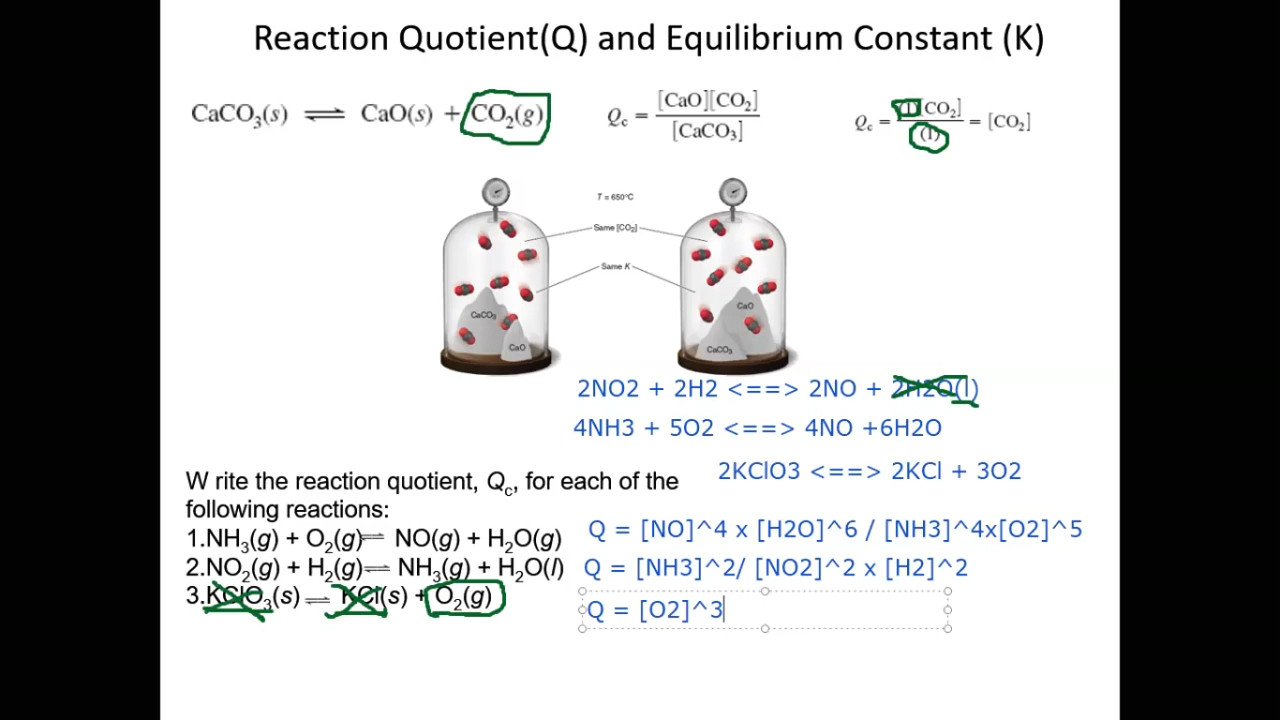 Reaction Quotient(Q) and Equilibrium Constant (K)
CaCO₃(s) ⇌ CaO(s) + CO₂(g)
Q꜀ = [CaO][CO₂] / [CaCO₃]
Q꜀ = (1)[CO₂] / (1) = [CO₂]
T = 650°C
Same [CO₂]
Same K
CaCO₃
CaO
CaO
CaCO₃
2NO2 + 2H2 <==> 2NO + 2H2O(l)
4NH3 + 5O2 <==> 4NO +6H2O
2KClO3 <==> 2KCl + 3O2
W rite the reaction quotient, Q꜀, for each of the
following reactions:
1.NH₃(g) + O₂(g)⇌ NO(g) + H₂O(g)
Q = [NO]^4 x [H2O]^6 / [NH3]^4x[O2]^5
2.NO₂(g) + H₂(g)⇌ NH₃(g) + H₂O(l)
Q = [NH3]^2/ [NO2]^2 x [H2]^2
3.KClO₃(s) ⇌ KCl(s) + O₂(g)
Q = [O2]^3